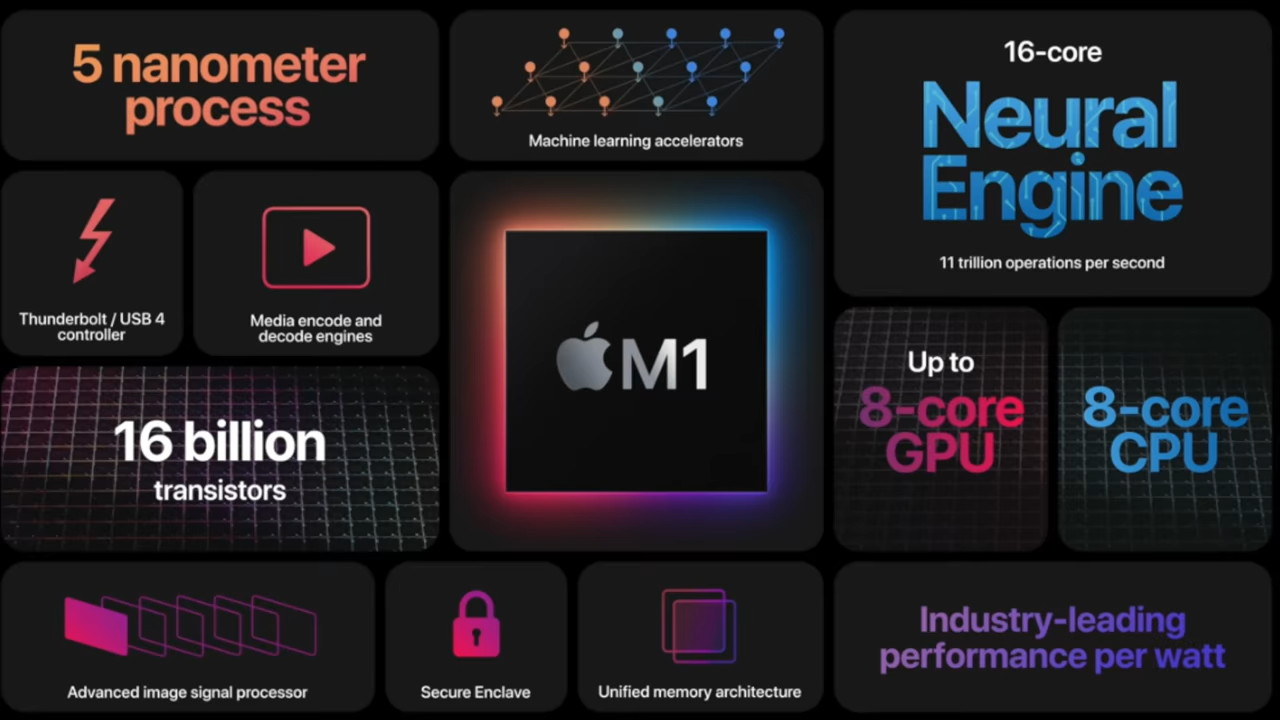 5 nanometer
process
Machine learning accelerators
16-core
Neural
Engine
11 trillion operations per second
Thunderbolt / USB 4
controller
Media encode and
decode engines
M1
Up to
8-core
GPU
8-core
CPU
16 billion
transistors
Advanced image signal processor
Secure Enclave
Unified memory architecture
Industry-leading
performance per watt